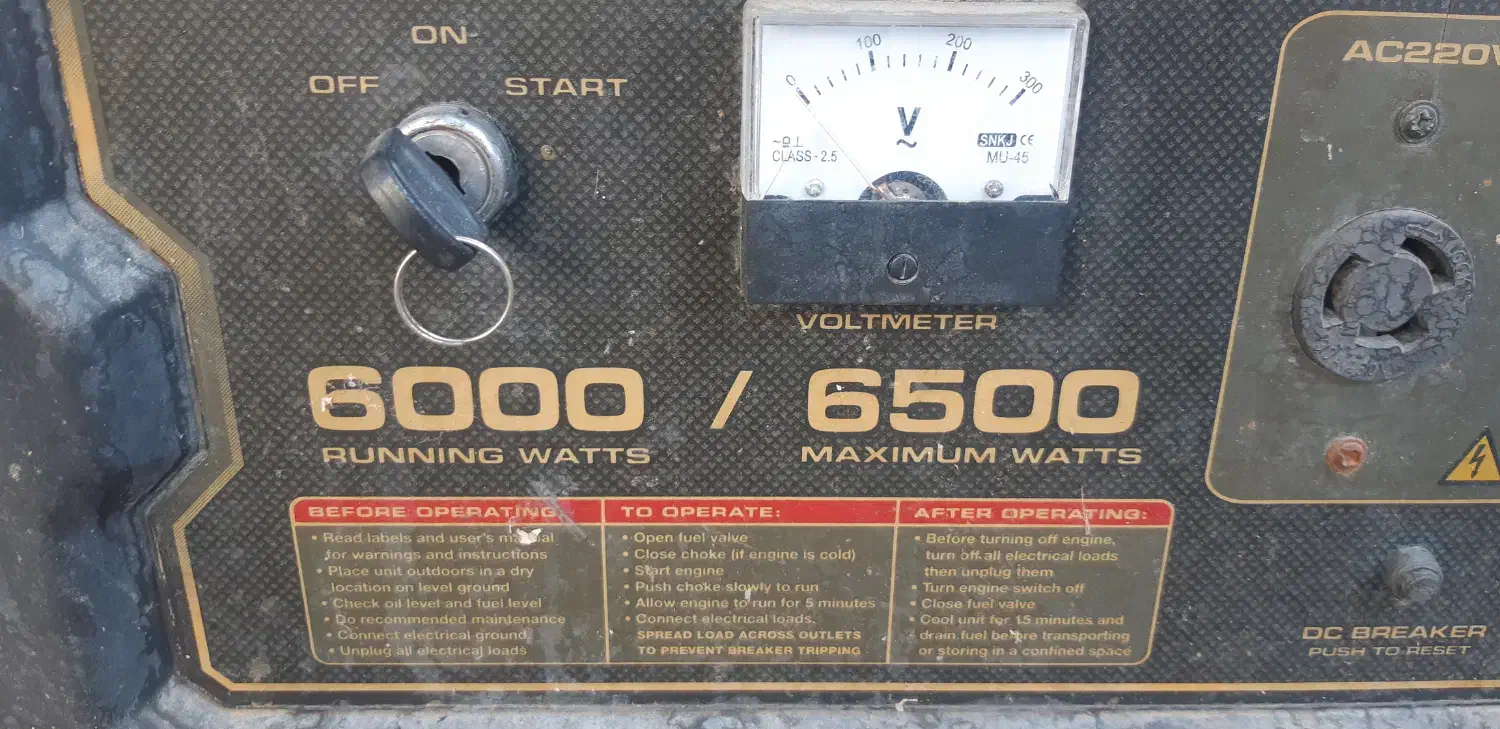 ON
OFF
START
0
100
200
300
V
~
CLASS-2.5
SNKJ CE
MU-45
VOLTMETER
AC220V
6000 / 6500
RUNNING WATTS
MAXIMUM WATTS
BEFORE OPERATING:
• Read labels and user's manual
for warnings and instructions
• Place unit outdoors in a dry
location on level ground
• Check oil level and fuel level
• Do recommended maintenance
• Connect electrical ground
• Unplug all electrical loads
TO OPERATE:
• Open fuel valve
• Close choke (if engine is cold)
• Start engine
• Push choke slowly to run
• Allow engine to run for 5 minutes
• Connect electrical loads.
SPREAD LOAD ACROSS OUTLETS
TO PREVENT BREAKER TRIPPING
AFTER OPERATING:
• Before turning off engine,
turn off all electrical loads
then unplug them
• Turn engine switch off
• Close fuel valve
• Cool unit for 15 minutes and
drain fuel before transporting
or storing in a confined space
DC BREAKER
PUSH TO RESET